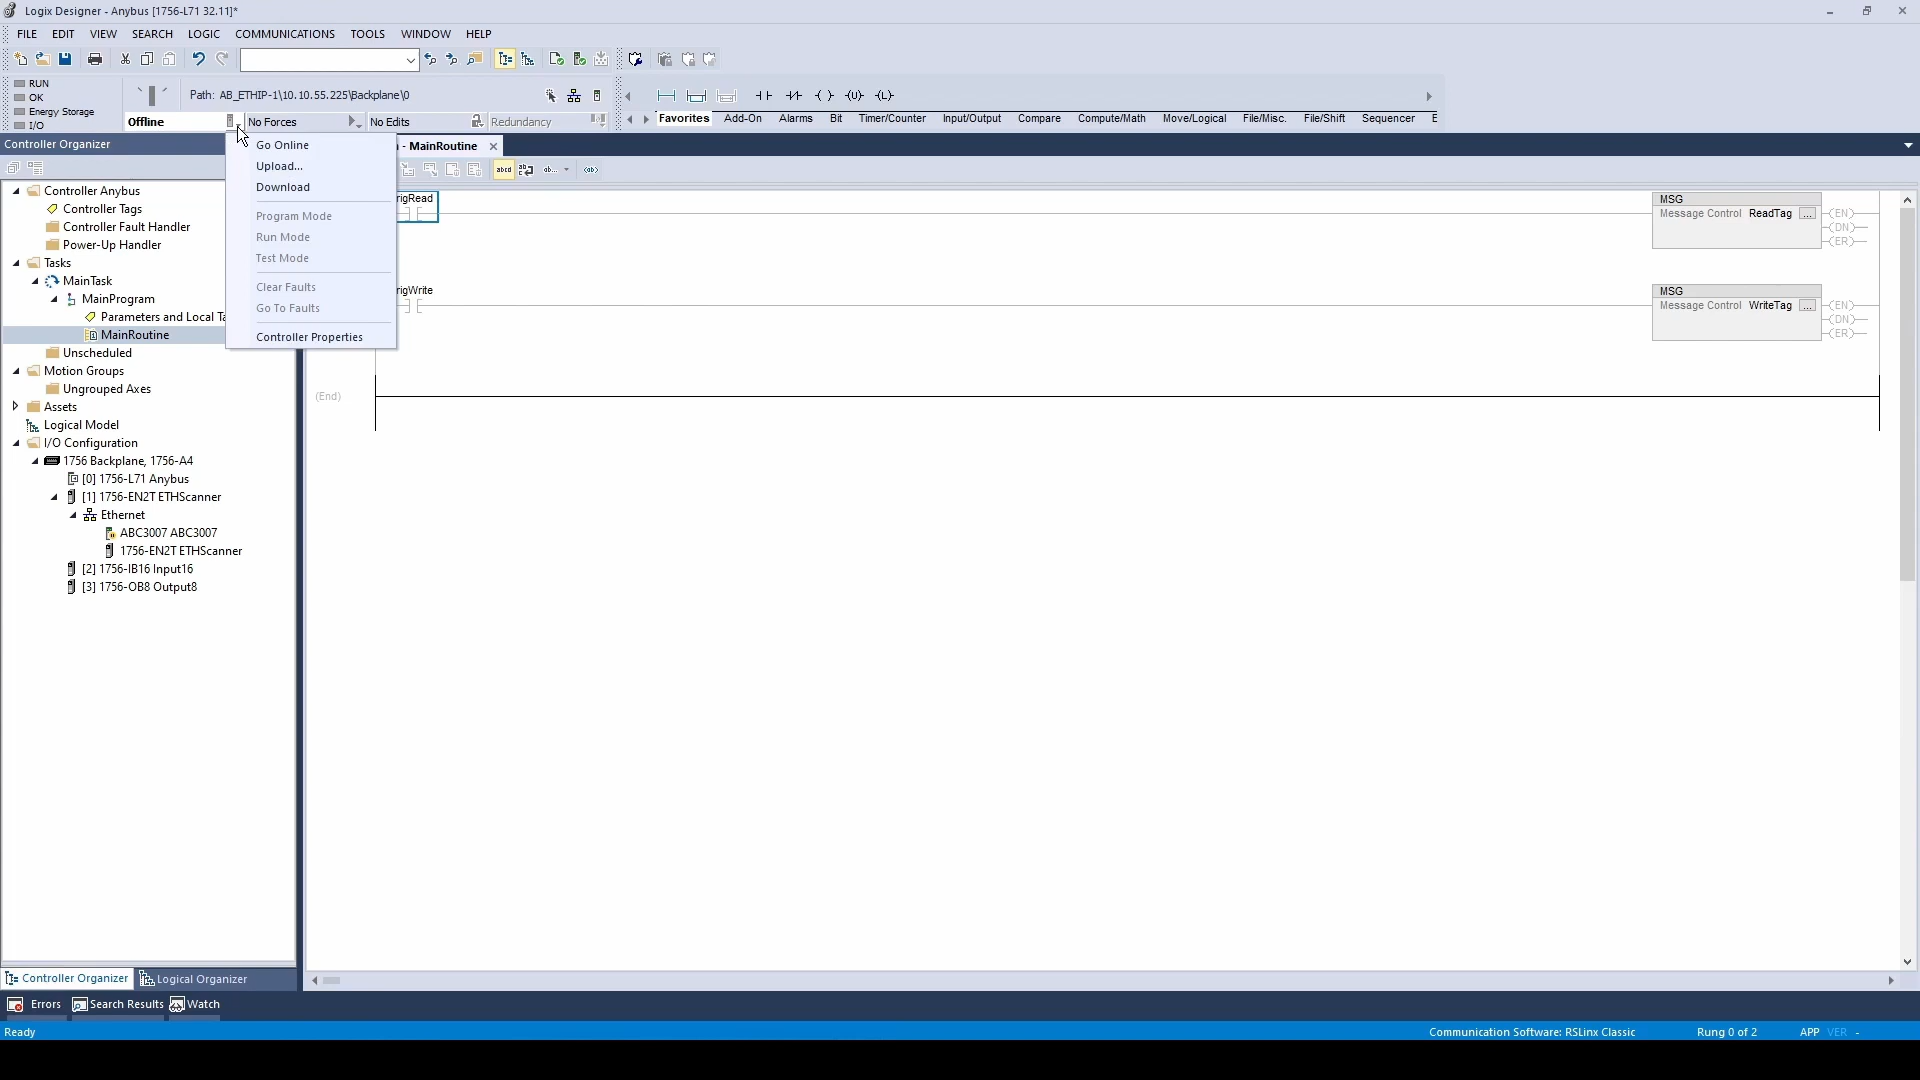 Logix Designer - Anybus [1756-L71 32.11]*
FILE EDIT VIEW SEARCH LOGIC COMMUNICATIONS TOOLS WINDOW HELP
RUN
OK
Energy Storage
I/O
Path: AB_ETHIP-1\10.10.55.225\Backplane\0
Offline
No Forces
No Edits
Redundancy
Favorites Add-On Alarms Bit Timer/Counter Input/Output Compare Compute/Math Move/Logical File/Misc. File/Shift Sequencer E
Controller Organizer
Controller Anybus
Controller Tags
Controller Fault Handler
Power-Up Handler
Tasks
MainTask
MainProgram
Parameters and Local Ta
MainRoutine
Unscheduled
Motion Groups
Ungrouped Axes
Assets
Logical Model
I/O Configuration
1756 Backplane, 1756-A4
[0] 1756-L71 Anybus
[1] 1756-EN2T ETHScanner
Ethernet
ABC3007 ABC3007
1756-EN2T ETHScanner
[2] 1756-IB16 Input16
[3] 1756-OB8 Output8
Go Online
Upload...
Download
Program Mode
Run Mode
Test Mode
Clear Faults
Go To Faults
Controller Properties
- MainRoutine
rigRead
MSG
Message Control ReadTag ...
(EN)
(DN)
(ER)
rigWrite
MSG
Message Control WriteTag ...
(EN)
(DN)
(ER)
(End)
Controller Organizer Logical Organizer
Errors Search Results Watch
Ready
Communication Software: RSLinx Classic
Rung 0 of 2
APP VER -